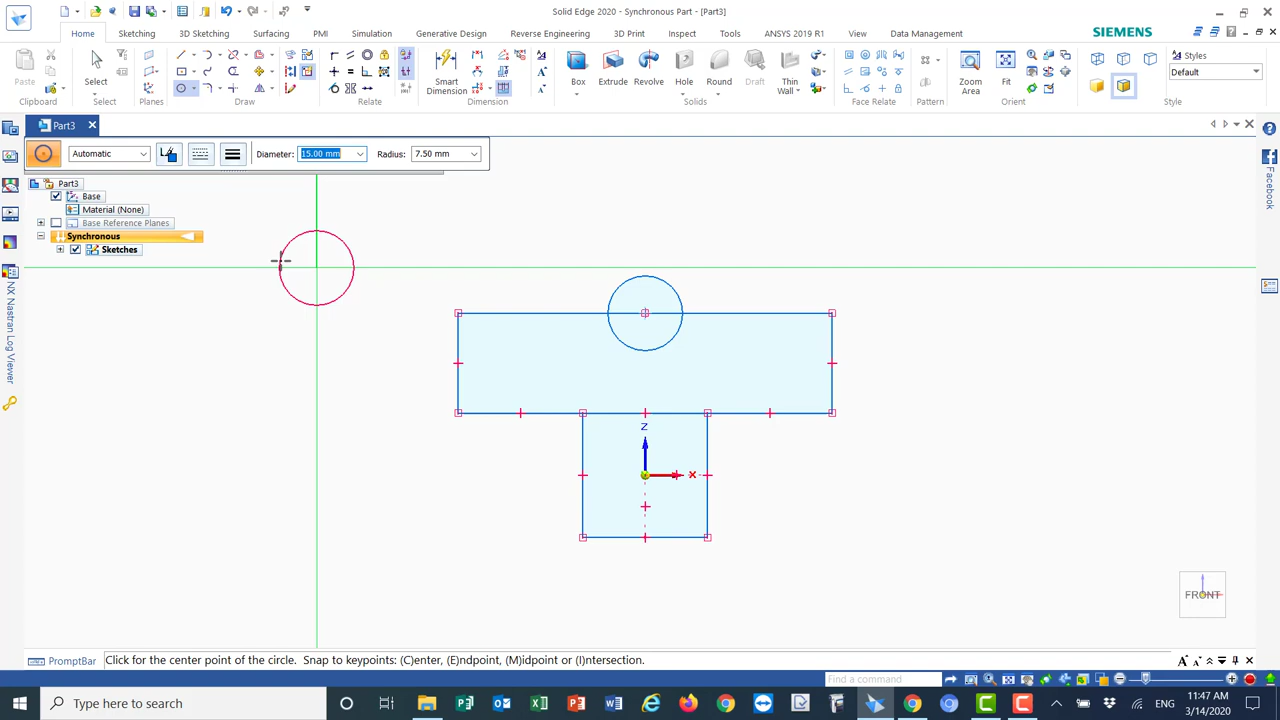 Solid Edge 2020 - Synchronous Part - [Part3]
Home Sketching 3D Sketching Surfacing PMI Simulation Generative Design Reverse Engineering 3D Print Inspect Tools ANSYS 2019 R1 View Data Management SIEMENS
Paste Select Smart Dimension Box Extrude Revolve Hole Round Draft Thin Wall Zoom Area Fit Styles Default
Clipboard Select Planes Draw Relate Dimension Solids Face Relate Pattern Orient Style
Part3
Automatic Diameter: 15.00 mm Radius: 7.50 mm
Part3
Base
Material (None)
Base Reference Planes
Synchronous
Sketches
Facebook
NX Nastran Log Viewer
Z
X
FRONT
PromptBar Click for the center point of the circle. Snap to keypoints: (C)enter, (E)ndpoint, (M)idpoint or (I)ntersection.
Find a command
Type here to search
ENG
11:47 AM
3/14/2020